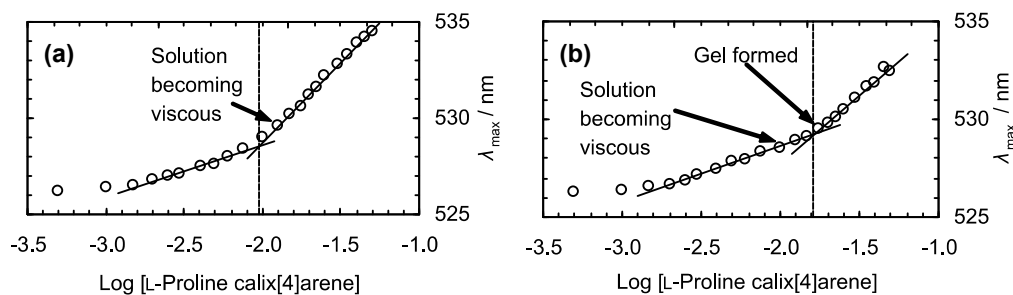 (a)
Solution
becoming
viscous
535
530
525
λmax / nm
-3.5 -3.0 -2.5 -2.0 -1.5 -1.0
Log [L-Proline calix[4]arene]
(b)
Gel formed
Solution
becoming
viscous
535
530
525
λmax / nm
-3.5 -3.0 -2.5 -2.0 -1.5 -1.0
Log [L-Proline calix[4]arene]